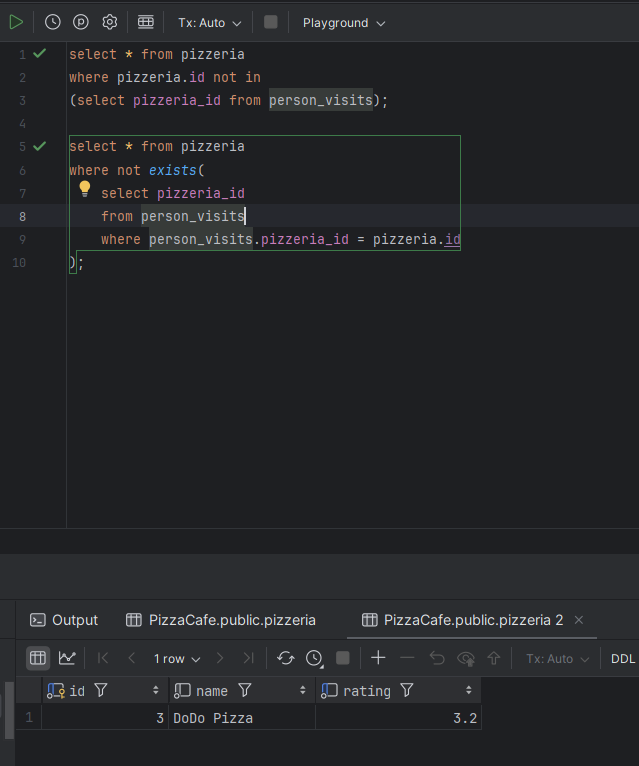 Tx: Auto Playground
1 select * from pizzeria
2 where pizzeria.id not in
3 (select pizzeria_id from person_visits);
4
5 select * from pizzeria
6 where not exists(
7 select pizzeria_id
8 from person_visits
9 where person_visits.pizzeria_id = pizzeria.id
10 );
Output PizzaCafe.public.pizzeria PizzaCafe.public.pizzeria 2
1 row Tx: Auto DDL
id name rating
1 3 DoDo Pizza 3.2